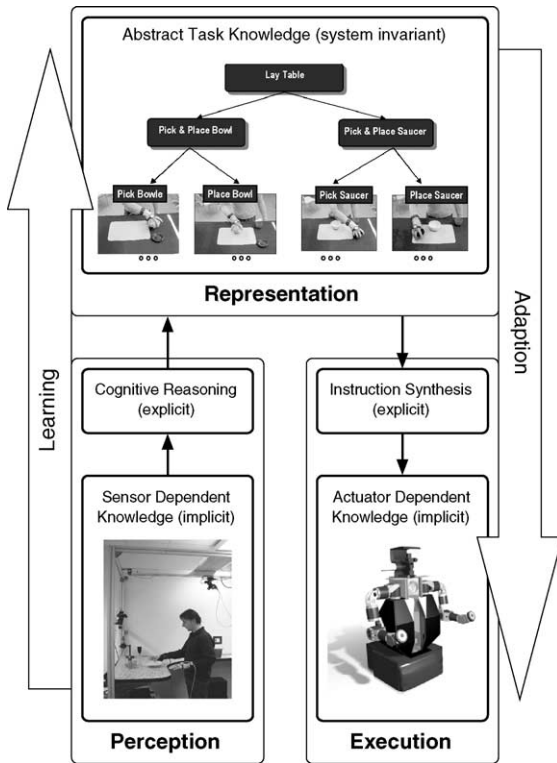 Abstract Task Knowledge (system invariant)
Lay Table
Pick & Place Bowl
Pick & Place Saucer
Pick Bowle
Place Bowl
Pick Saucer
Place Saucer
Representation
Learning
Adaption
Cognitive Reasoning
(explicit)
Instruction Synthesis
(explicit)
Sensor Dependent
Knowledge (implicit)
Actuator Dependent
Knowledge (implicit)
Perception
Execution